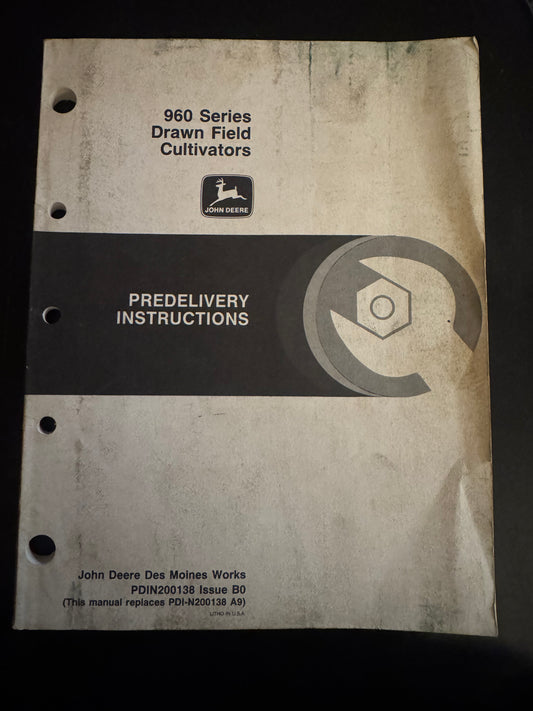 960 Series
Drawn Field
Cultivators
JOHN DEERE
PREDELIVERY
INSTRUCTIONS
John Deere Des Moines Works
PDIN200138 Issue B0
(This manual replaces PDI-N200138 A9)
LITHO IN U.S.A.